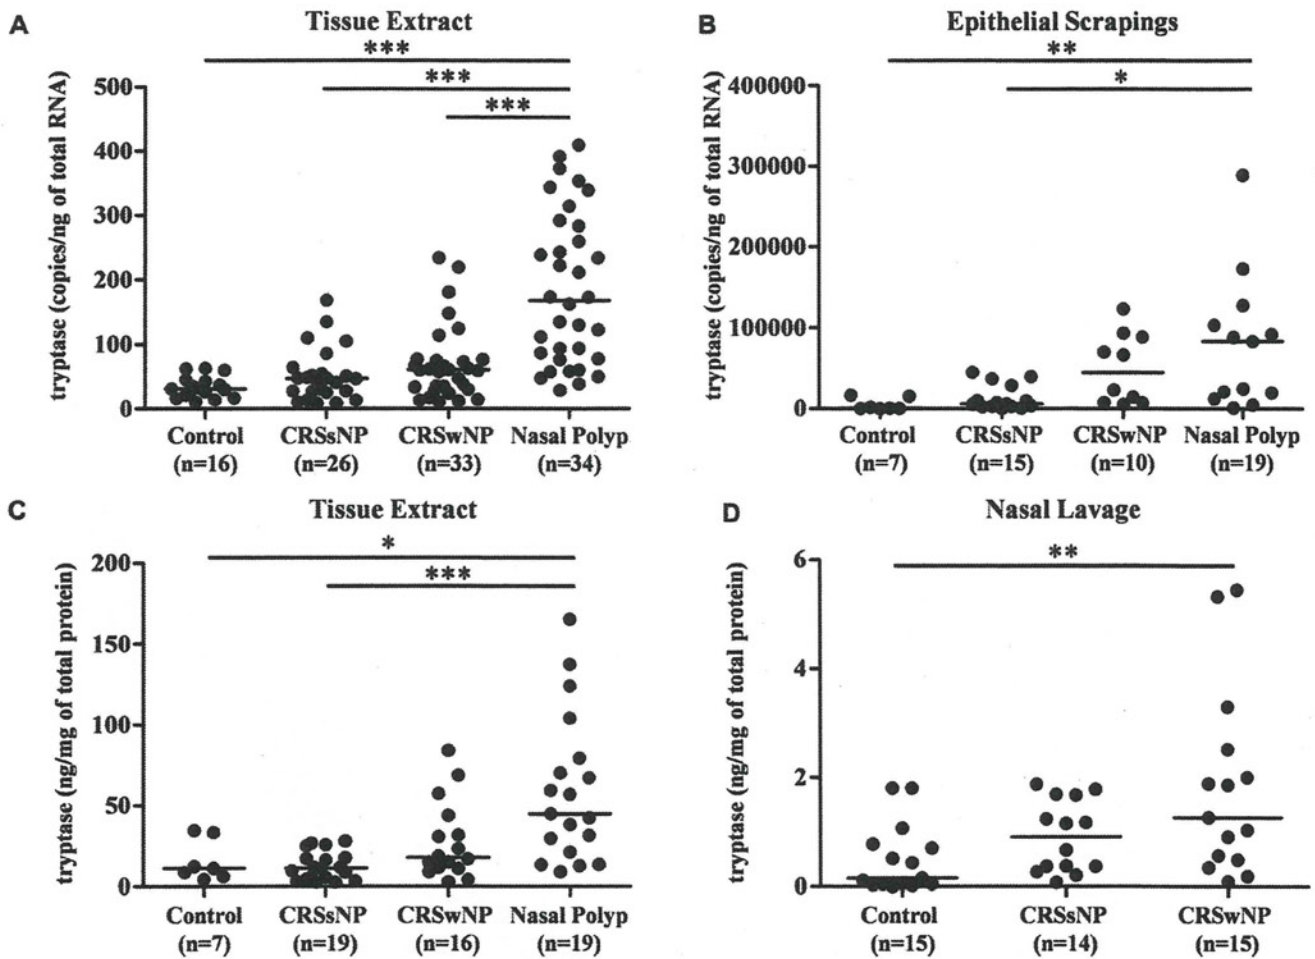 A
Tissue Extract
***
***
***
tryptase (copies/ng of total RNA)
500
400
300
200
100
0
Control
(n=16)
CRSsNP
(n=26)
CRSwNP
(n=33)
Nasal Polyp
(n=34)
B
Epithelial Scrapings
**
*
tryptase (copies/ng of total RNA)
400000
300000
200000
100000
0
Control
(n=7)
CRSsNP
(n=15)
CRSwNP
(n=10)
Nasal Polyp
(n=19)
C
Tissue Extract
*
***
tryptase (ng/mg of total protein)
200
150
100
50
0
Control
(n=7)
CRSsNP
(n=19)
CRSwNP
(n=16)
Nasal Polyp
(n=19)
D
Nasal Lavage
**
tryptase (ng/mg of total protein)
6
4
2
0
Control
(n=15)
CRSsNP
(n=14)
CRSwNP
(n=15)